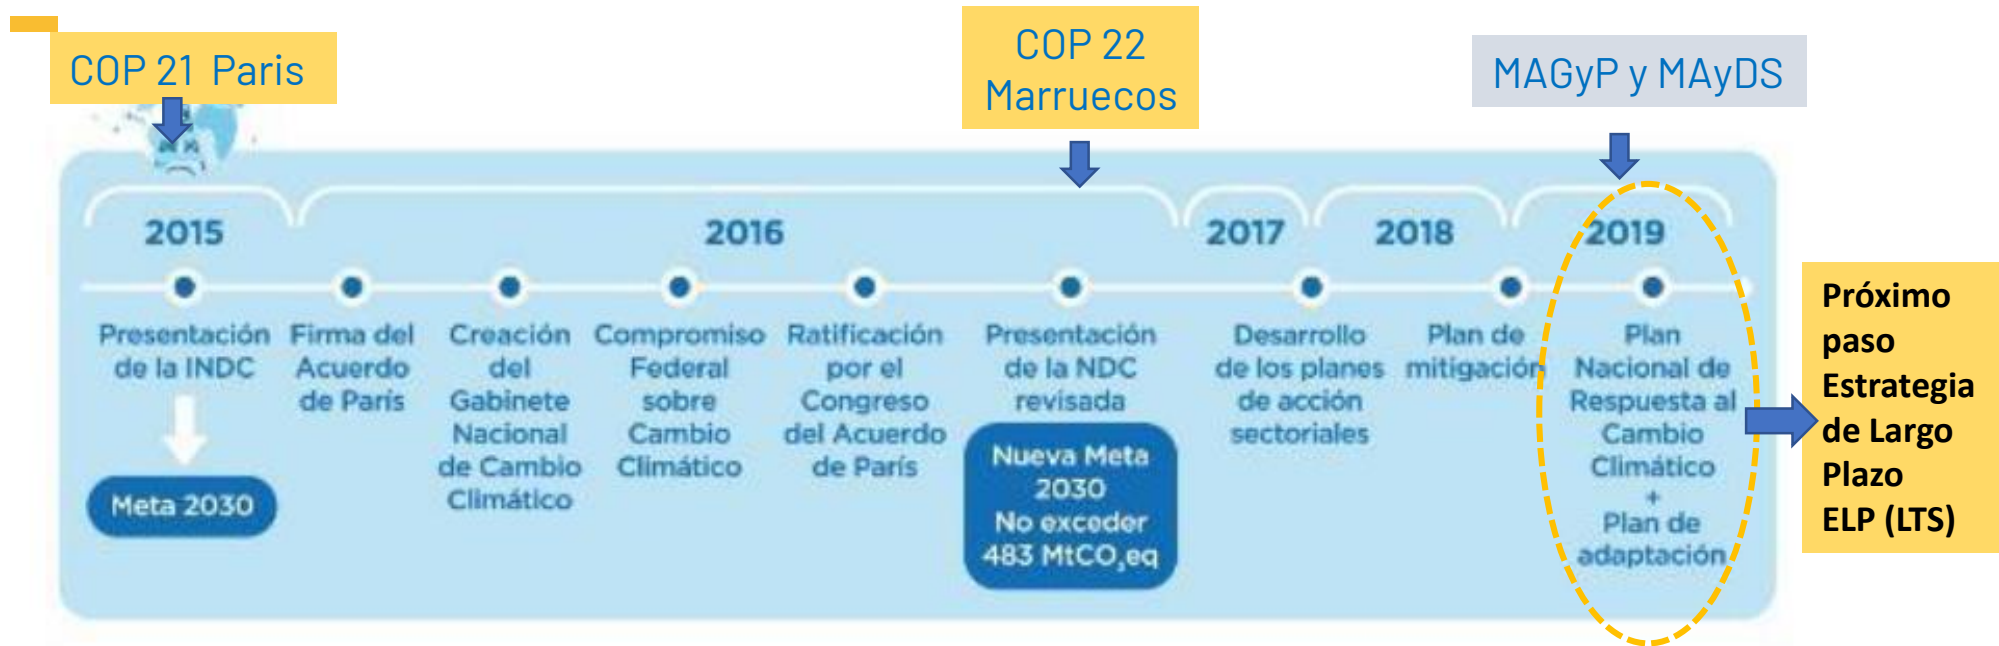 COP 21 Paris
COP 22
Marruecos
MAGyP y MAyDS
2015
2016
2017
2018
2019
Presentación
de la INDC
Meta 2030
Firma del
Acuerdo
de París
Creación
del
Gabinete
Nacional
de Cambio
Climático
Compromiso
Federal
sobre
Cambio
Climático
Ratificación
por el
Congreso
del Acuerdo
de París
Presentación
de la NDC
revisada
Nueva Meta
2030
No exceder
483 MtCO₂eq
Desarrollo
de los planes
de acción
sectoriales
Plan de
mitigación
Plan
Nacional de
Respuesta al
Cambio
Climático
+
Plan de
adaptación
Próximo
paso
Estrategia
de Largo
Plazo
ELP (LTS)